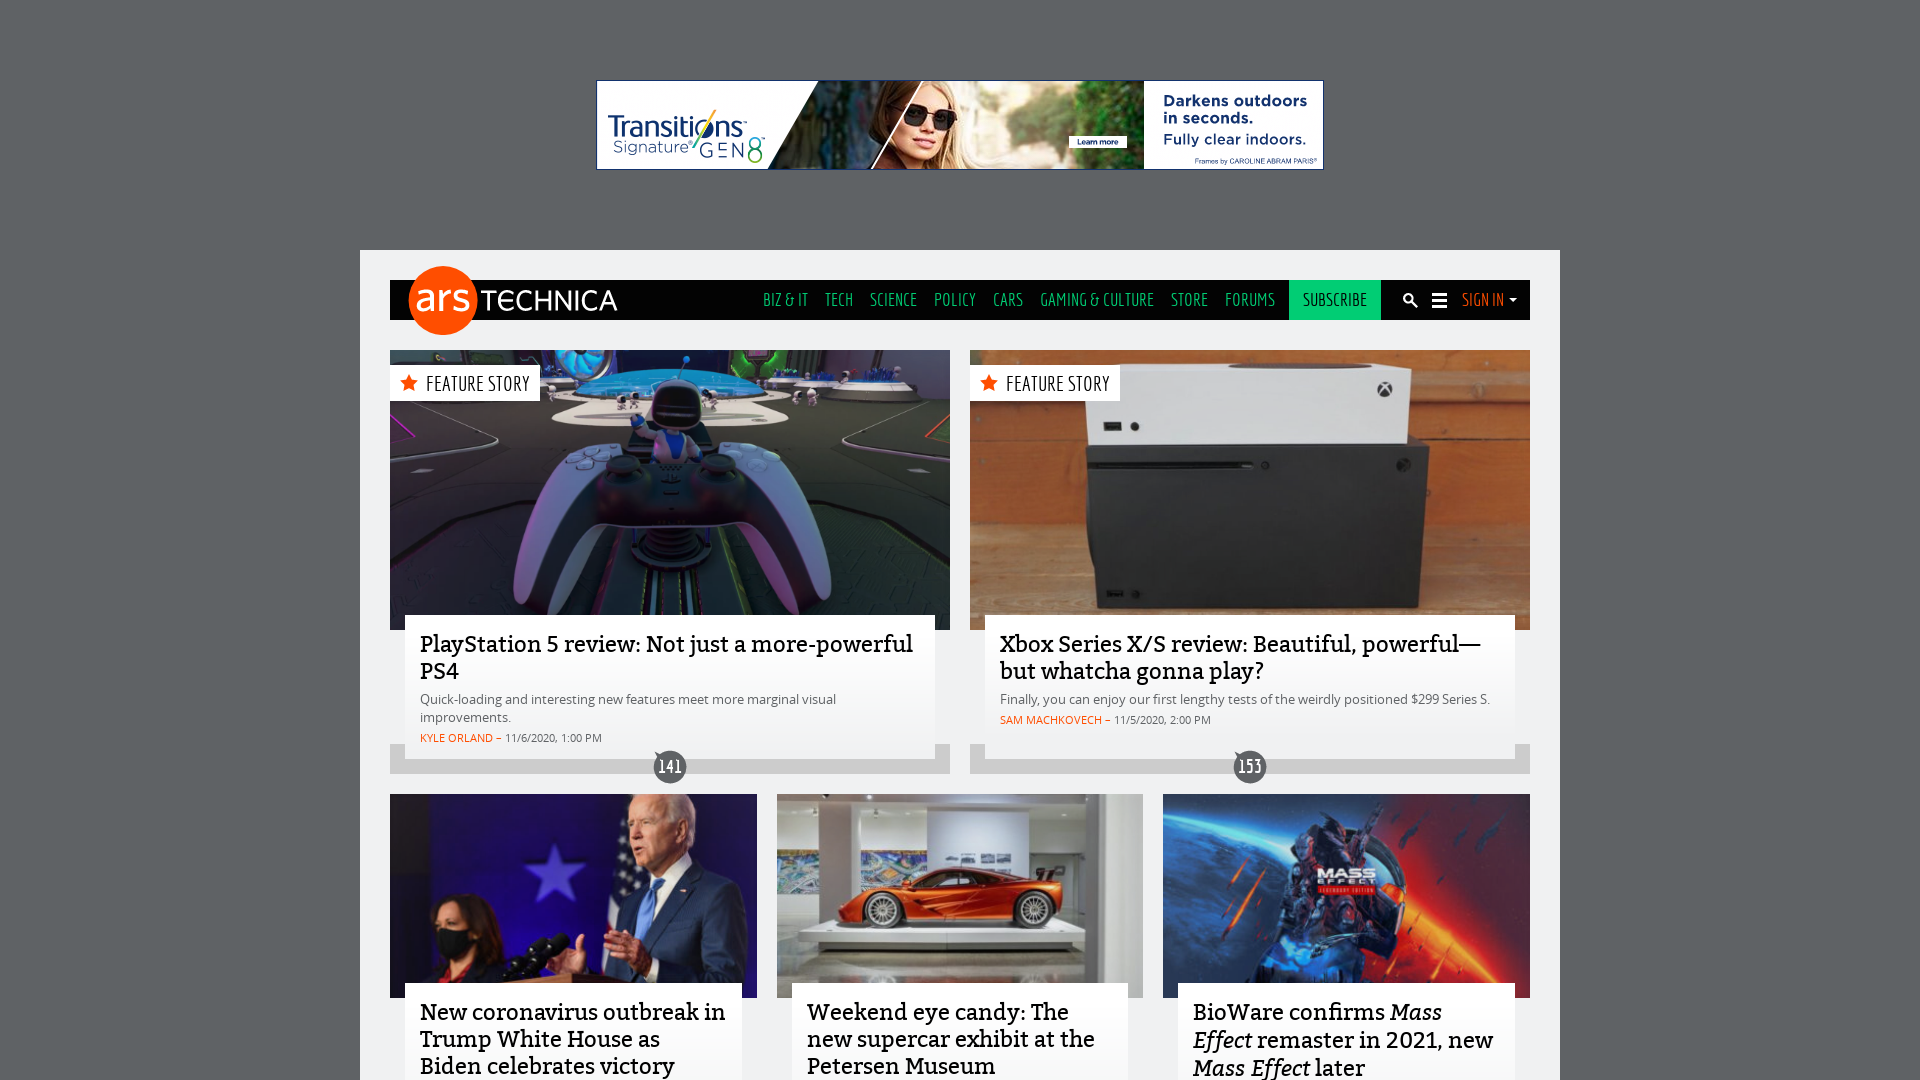 Transitions™
Signature® GEN 8™
Learn more
Darkens outdoors
in seconds.
Fully clear indoors.
Frames by CAROLINE ABRAM PARIS®
ars TECHNICA
BIZ & IT TECH SCIENCE POLICY CARS GAMING & CULTURE STORE FORUMS SUBSCRIBE SIGN IN
FEATURE STORY
PlayStation 5 review: Not just a more-powerful
PS4
Quick-loading and interesting new features meet more marginal visual
improvements.
KYLE ORLAND – 11/6/2020, 1:00 PM
141
FEATURE STORY
Xbox Series X/S review: Beautiful, powerful—
but whatcha gonna play?
Finally, you can enjoy our first lengthy tests of the weirdly positioned $299 Series S.
SAM MACHKOVECH – 11/5/2020, 2:00 PM
153
New coronavirus outbreak in
Trump White House as
Biden celebrates victory
Weekend eye candy: The
new supercar exhibit at the
Petersen Museum
MASS
EFFECT
LEGENDARY EDITION
BioWare confirms Mass
Effect remaster in 2021, new
Mass Effect later